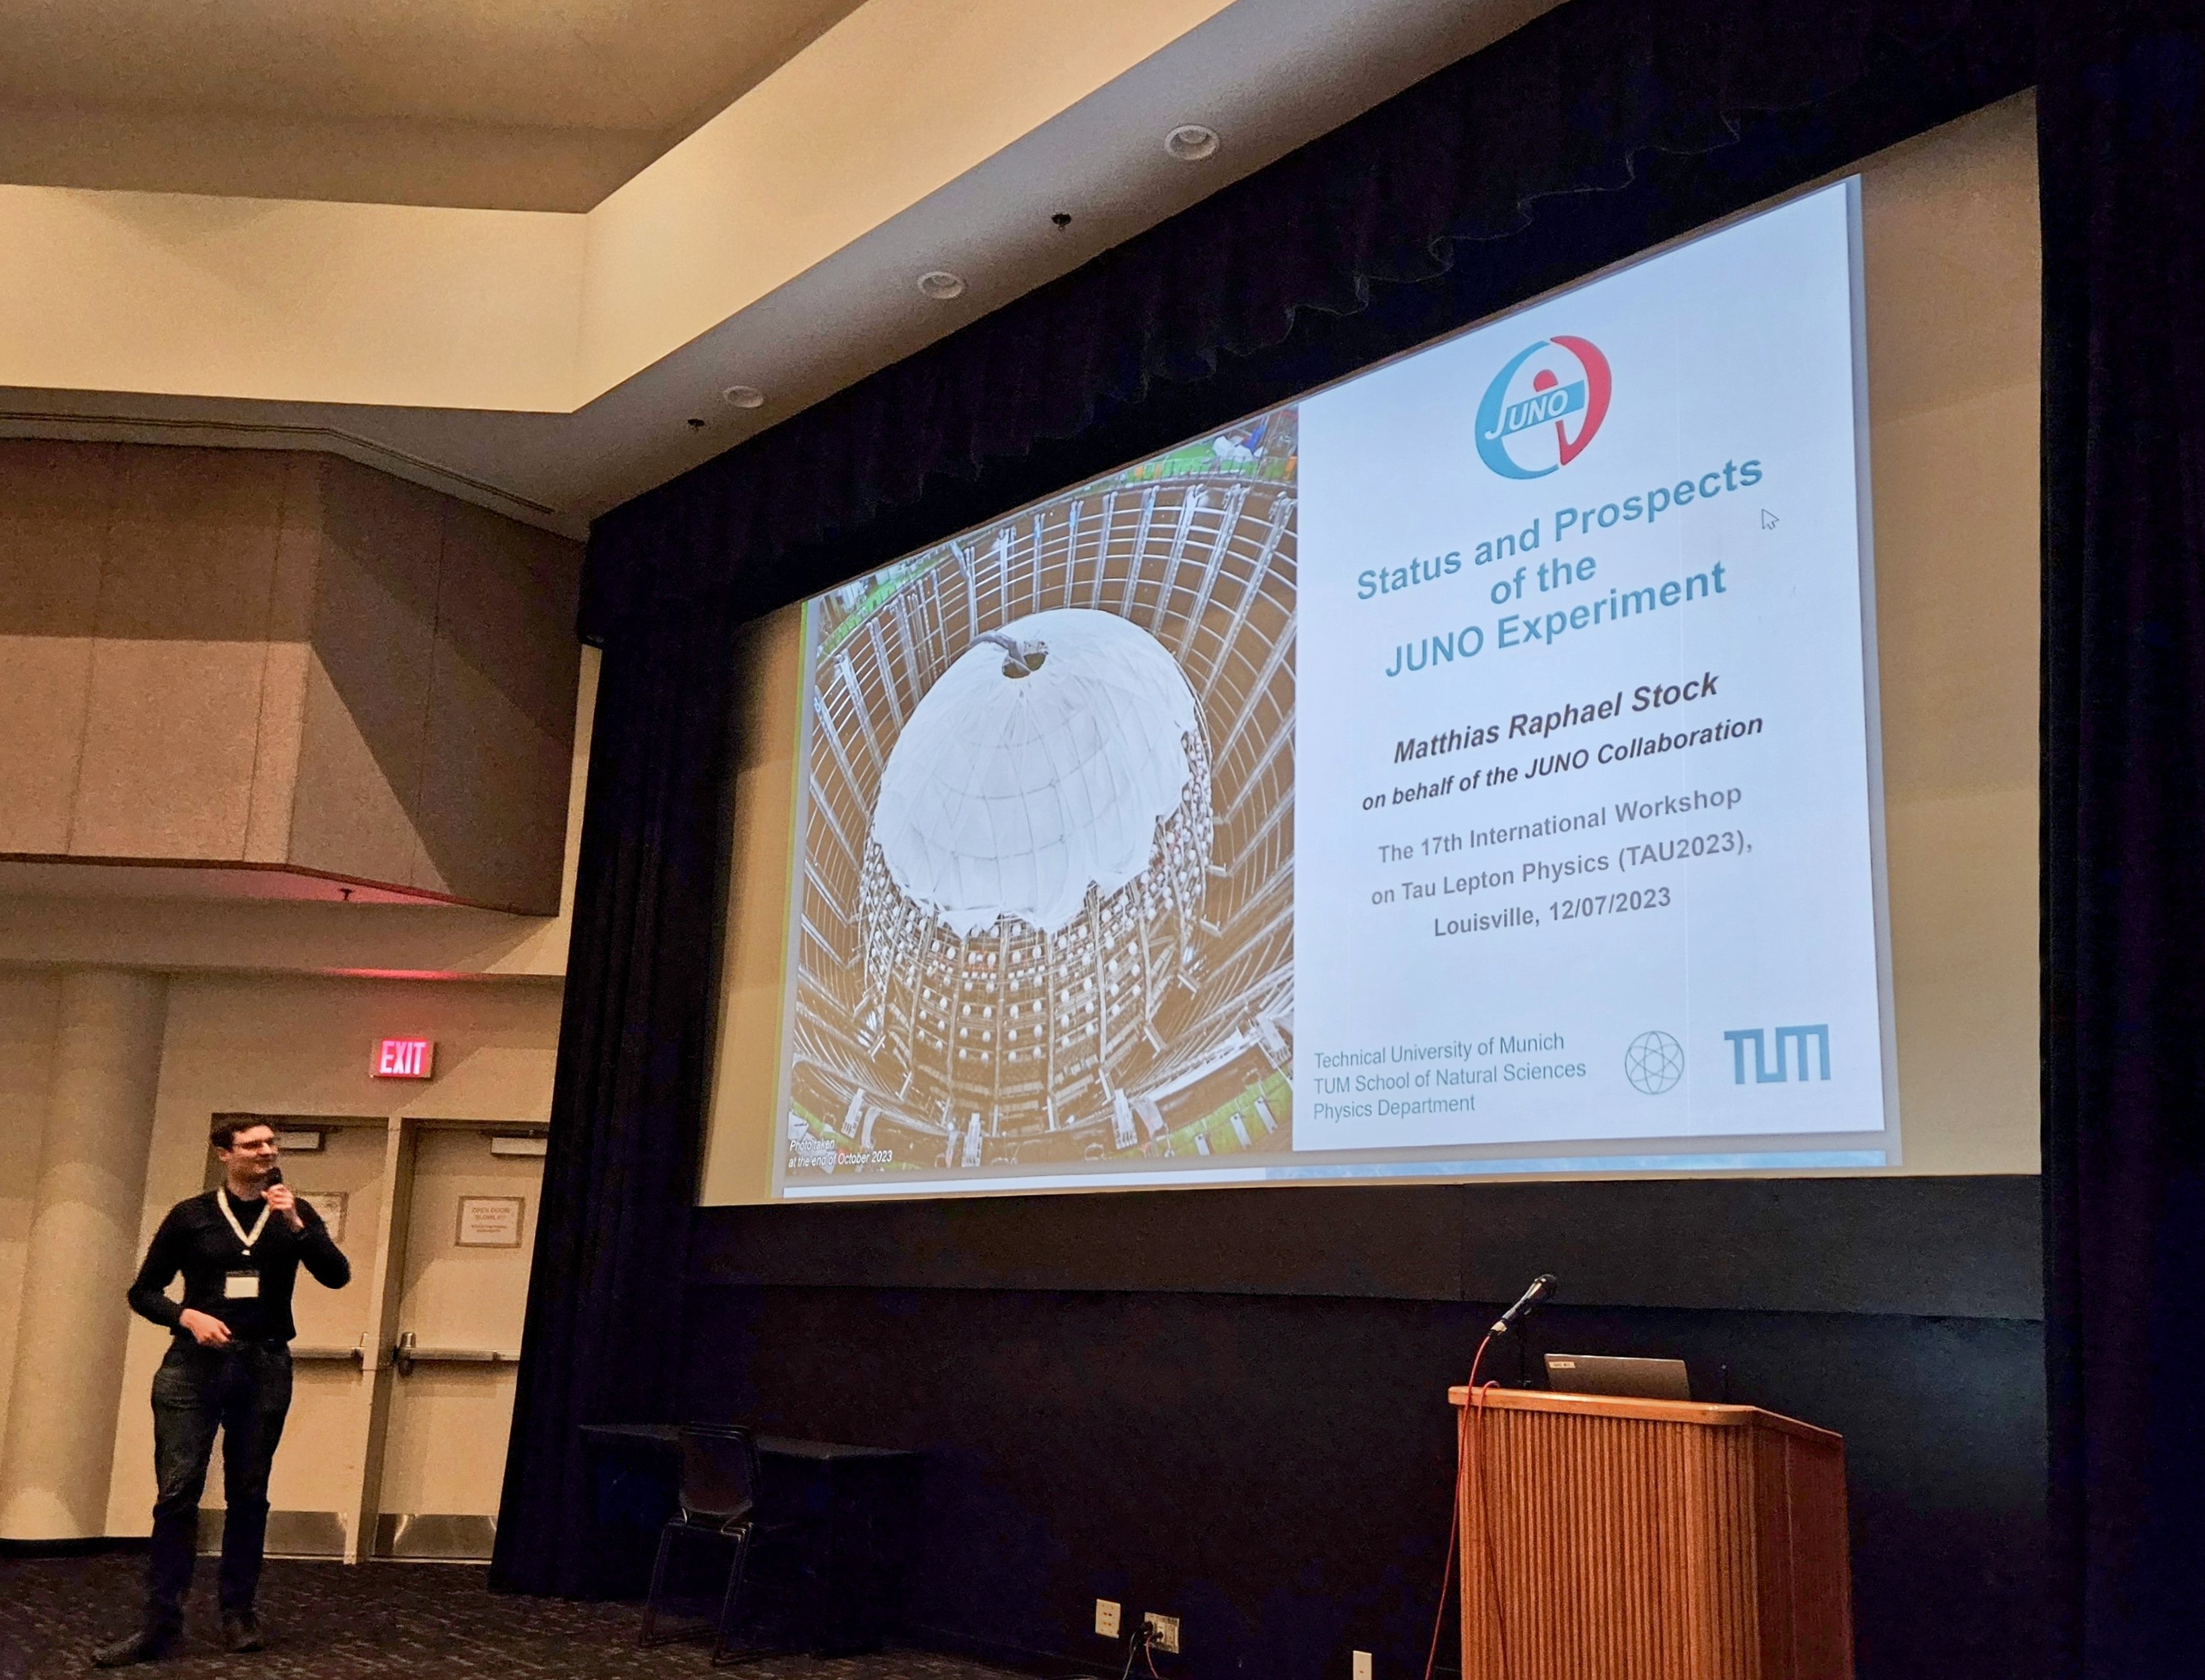 JUNO
Status and Prospects
of the
JUNO Experiment
Matthias Raphael Stock
on behalf of the JUNO Collaboration
The 17th International Workshop
on Tau Lepton Physics (TAU2023),
Louisville, 12/07/2023
Technical University of Munich
TUM School of Natural Sciences
Physics Department
TUM
Photo taken
at the end of October 2023
EXIT